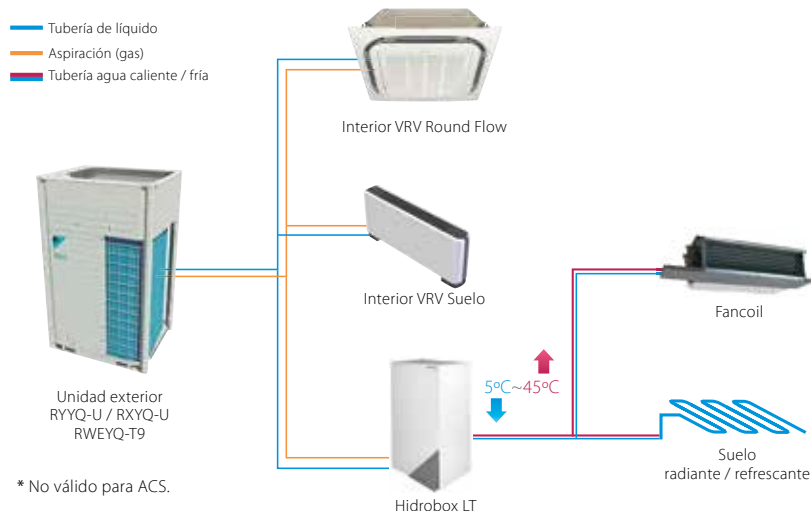 Tubería de líquido
Aspiración (gas)
Tubería agua caliente / fría
Interior VRV Round Flow
Interior VRV Suelo
Fancoil
5ºC~45ºC
Unidad exterior
RYYQ-U / RXYQ-U
RWEYQ-T9
Suelo
radiante / refrescante
* No válido para ACS.
Hidrobox LT